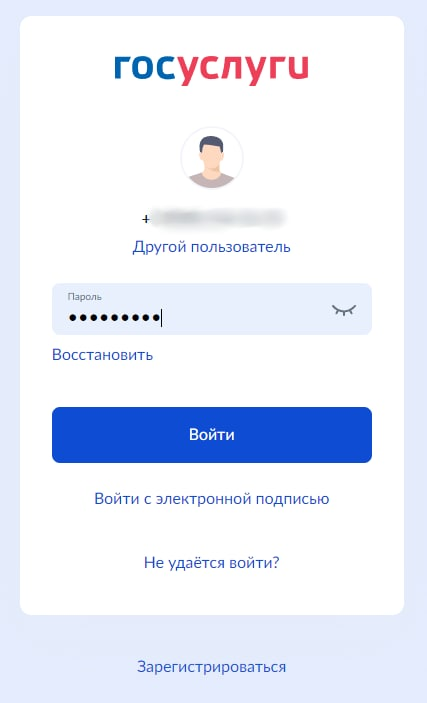 госуслуги
+
Другой пользователь
Пароль
•••••••••
Восстановить
Войти
Войти с электронной подписью
Не удаётся войти?
Зарегистрироваться